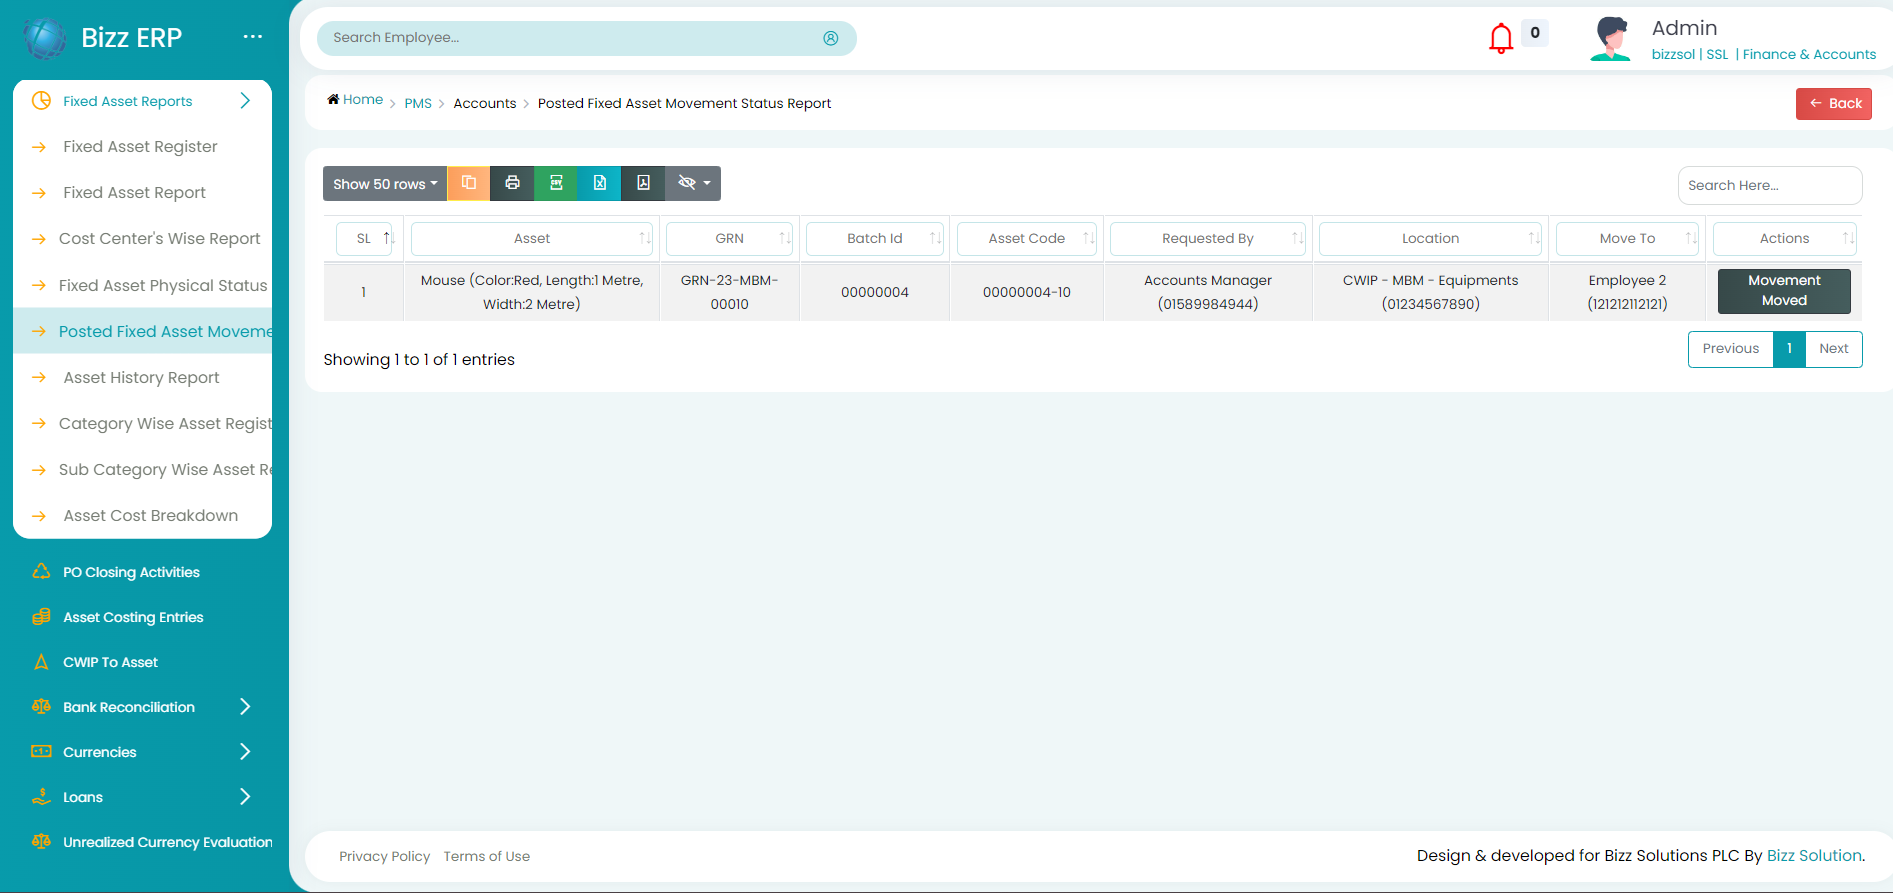 Bizz ERP
Fixed Asset Reports
Fixed Asset Register
Fixed Asset Report
Cost Center's Wise Report
Fixed Asset Physical Status
Posted Fixed Asset Moveme
Asset History Report
Category Wise Asset Regist
Sub Category Wise Asset Re
Asset Cost Breakdown
PO Closing Activities
Asset Costing Entries
CWIP To Asset
Bank Reconciliation
Currencies
Loans
Unrealized Currency Evaluation
Search Employee...
0
Admin
bizzsol | SSL | Finance & Accounts
Home > PMS > Accounts > Posted Fixed Asset Movement Status Report
Back
Show 50 rows
CSV
Search Here...
SL Asset GRN Batch Id Asset Code Requested By Location Move To Actions
1 Mouse (Color:Red, Length:1 Metre, GRN-23-MBM- 00000004 00000004-10 Accounts Manager CWIP - MBM - Equipments Employee 2 Movement
Width:2 Metre) 00010 (01589984944) (01234567890) (121212112121) Moved
Showing 1 to 1 of 1 entries
Previous 1 Next
Privacy Policy Terms of Use
Design & developed for Bizz Solutions PLC By Bizz Solution.